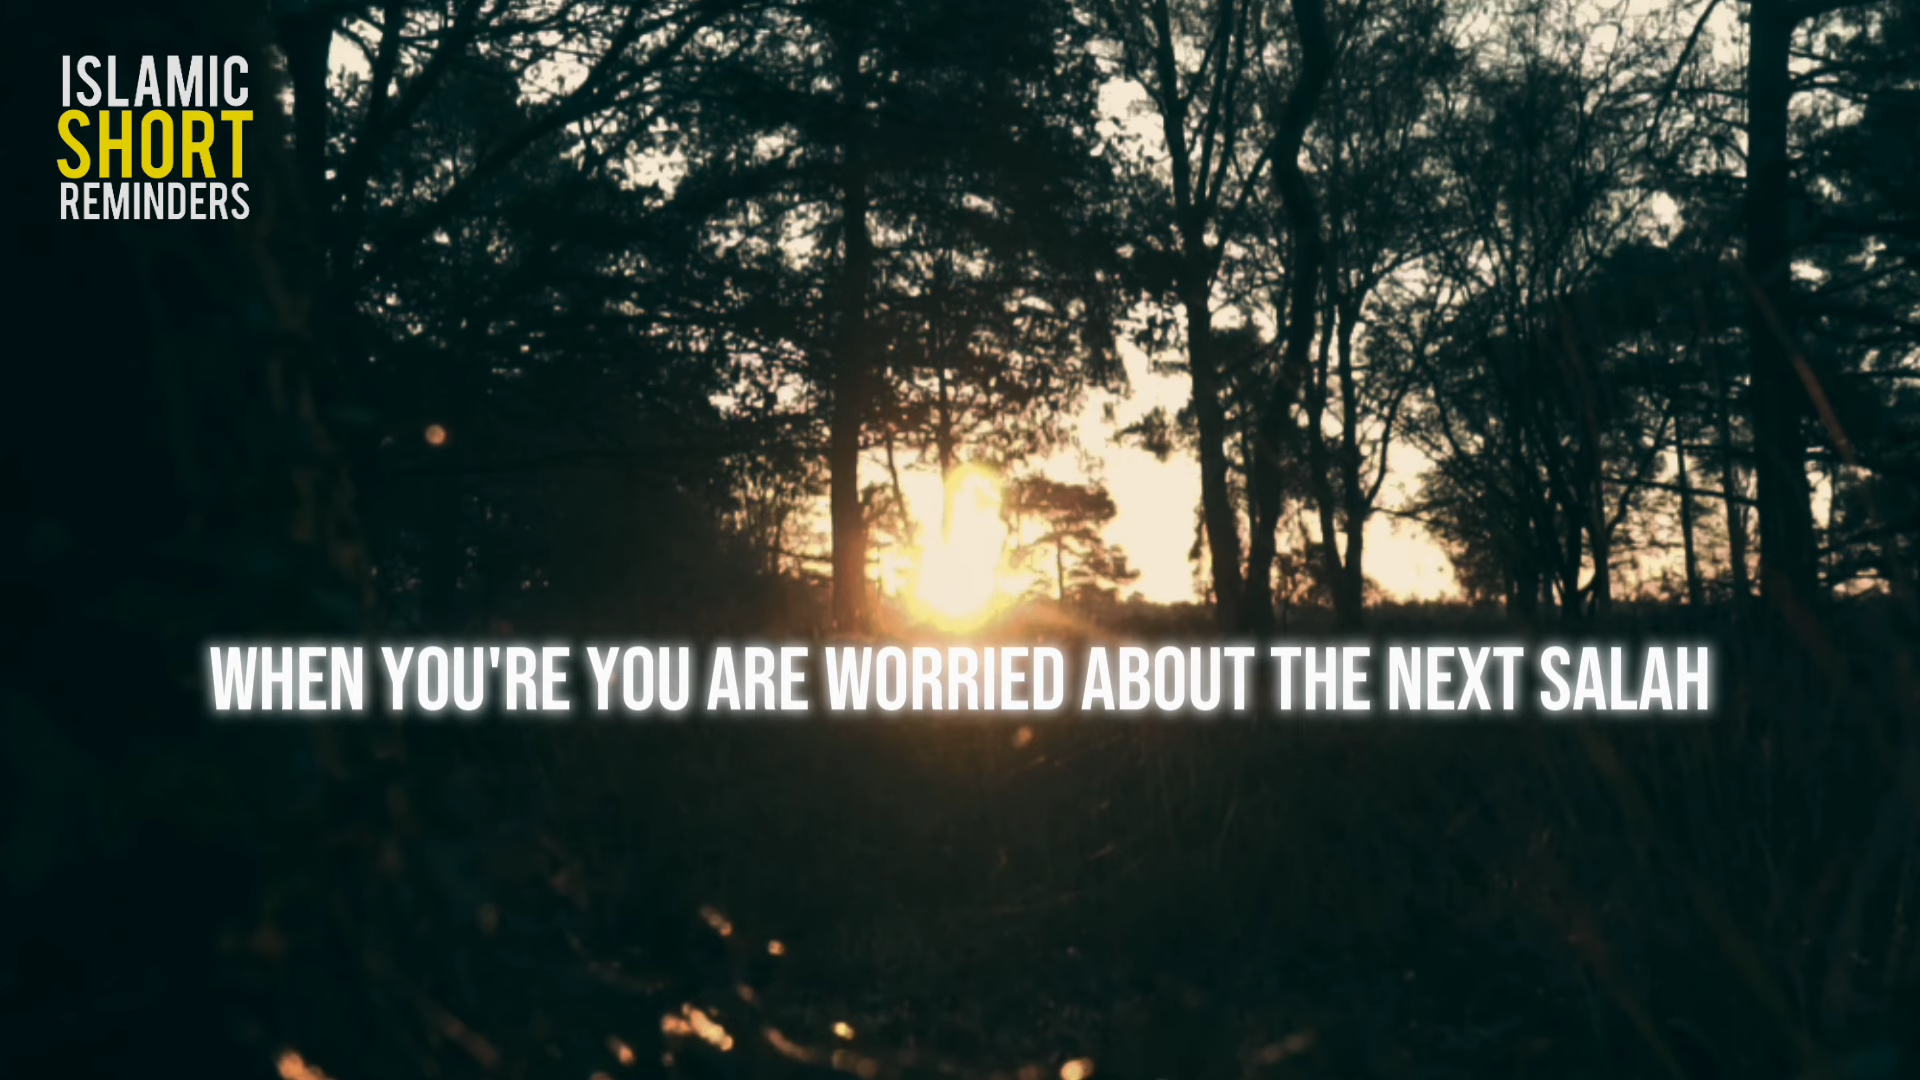 ISLAMIC
SHORT
REMINDERS
WHEN YOU'RE YOU ARE WORRIED ABOUT THE NEXT SALAH